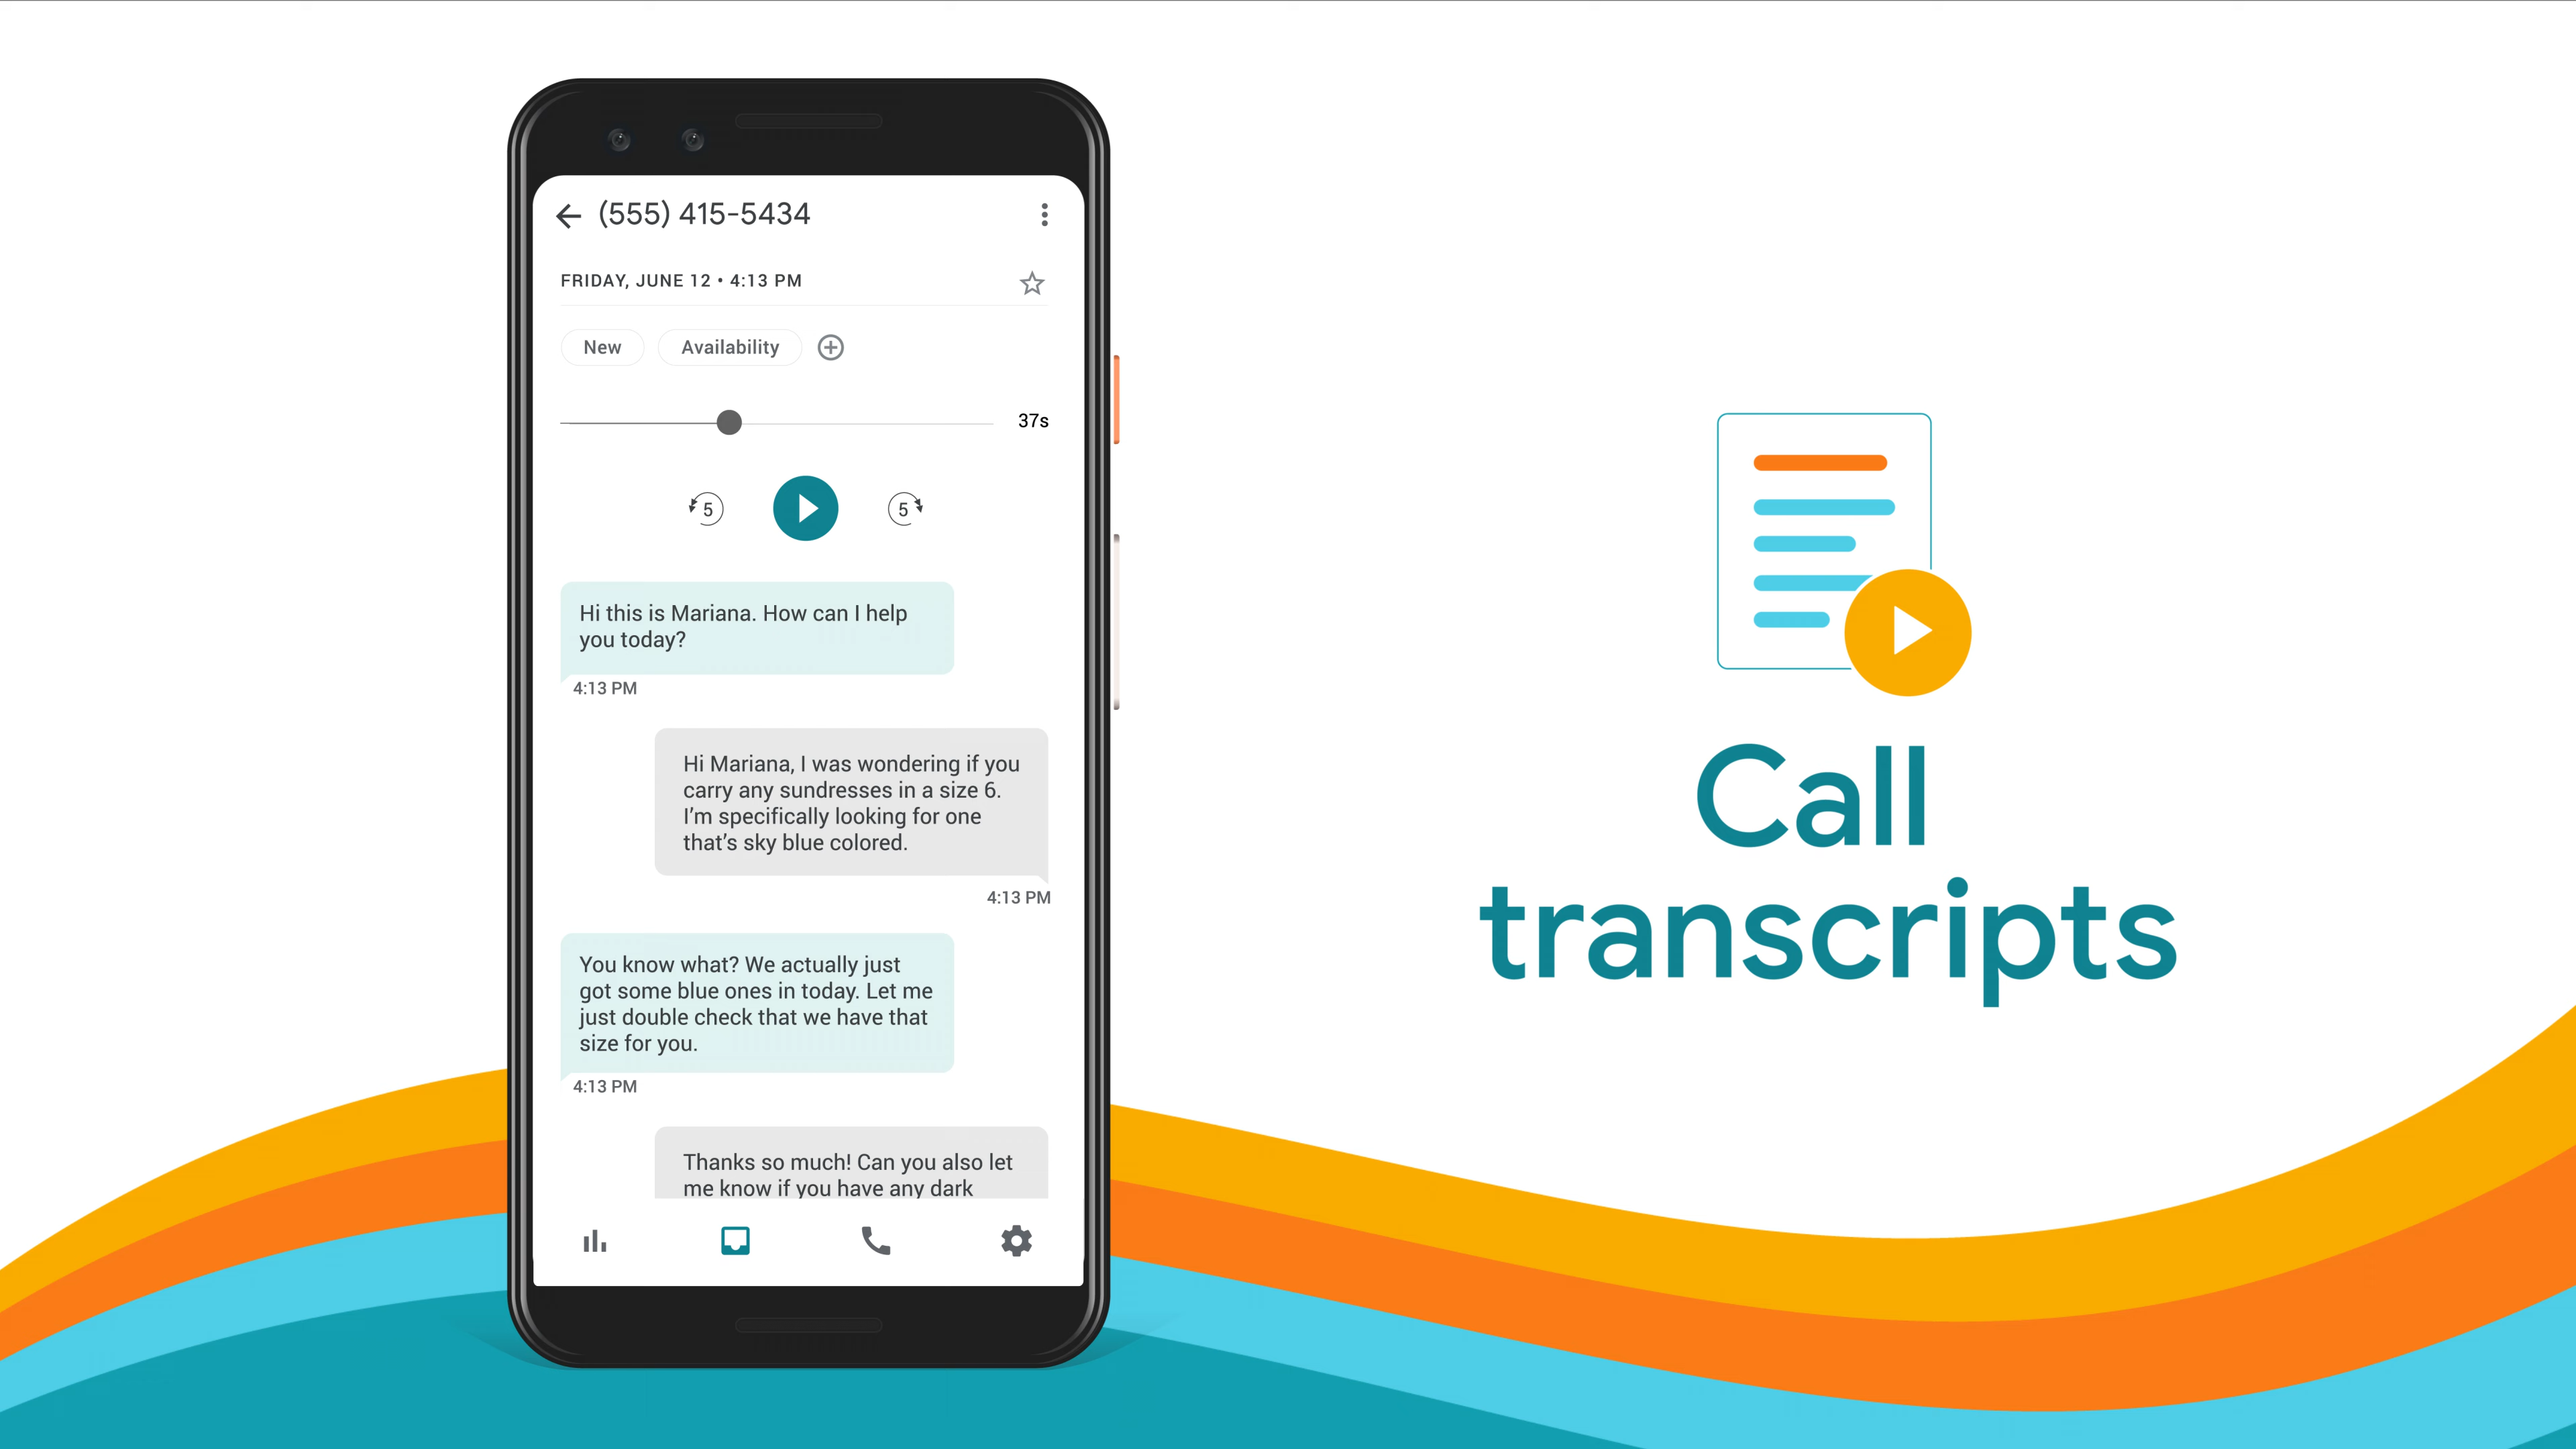 (555) 415-5434
FRIDAY, JUNE 12 • 4:13 PM
New
Availability
37s
5
5
Hi this is Mariana. How can I help
you today?
4:13 PM
Hi Mariana, I was wondering if you
carry any sundresses in a size 6.
I’m specifically looking for one
that’s sky blue colored.
4:13 PM
You know what? We actually just
got some blue ones in today. Let me
just double check that we have that
size for you.
4:13 PM
Thanks so much! Can you also let
me know if you have any dark
Call
transcripts